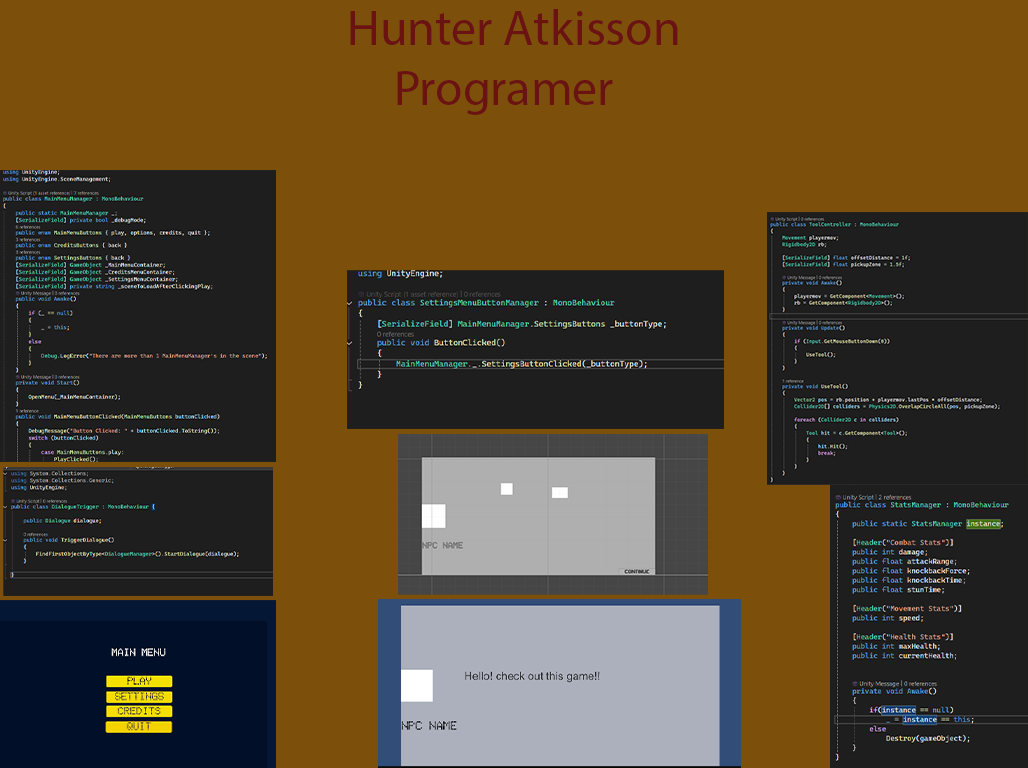 Hunter Atkisson
Programer
using UnityEngine;
using UnityEngine.SceneManagement;
Unity Script (1 asset reference) | 7 references
public class MainMenuManager : MonoBehaviour
{
public static MainMenuManager _;
[SerializeField] private bool _debugMode;
6 references
public enum MainMenuButtons { play, options, credits, quit };
3 references
public enum CreditsButtons { back }
3 references
public enum SettingsButtons { back }
[SerializeField] GameObject _MainMenuContainer;
[SerializeField] GameObject _CreditsMenuContainer;
[SerializeField] GameObject _SettingsMenuContainer;
[SerializeField] private string _sceneToLoadAfterClickingPlay;
Unity Message | 0 references
public void Awake()
{
if (_ == null)
{
_ = this;
}
else
{
Debug.LogError("There are more than 1 MainMenuManager's in the scene");
}
}
Unity Message | 0 references
private void Start()
{
OpenMenu(_MainMenuContainer);
}
1 reference
public void MainMenuButtonClicked(MainMenuButtons buttonClicked)
{
DebugMessage("Button Clicked: " + buttonClicked.ToString());
switch (buttonClicked)
{
case MainMenuButtons.play:
PlayClicked();
using System.Collections;
using System.Collections.Generic;
using UnityEngine;
Unity Script | 0 references
public class DialogueTrigger : MonoBehaviour {
public Dialogue dialogue;
0 references
public void TriggerDialogue()
{
FindFirstObjectByType<DialogueManager>().StartDialogue(dialogue);
}
}
MAIN MENU
PLAY
SETTINGS
CREDITS
QUIT
using UnityEngine;
Unity Script (1 asset reference) | 0 references
public class SettingsMenuButtonManager : MonoBehaviour
{
[SerializeField] MainMenuManager.SettingsButtons _buttonType;
0 references
public void ButtonClicked()
{
MainMenuManager._.SettingsButtonClicked(_buttonType);
}
}
NPC NAME
CONTINUE
Hello! check out this game!!
NPC NAME
Unity Script | 0 references
public class ToolController : MonoBehaviour
{
Movement playermov;
Rigidbody2D rb;
[SerializeField] float offsetDistance = 1f;
[SerializeField] float pickupZone = 1.5f;
Unity Message | 0 references
private void Awake()
{
playermov = GetComponent<Movement>();
rb = GetComponent<Rigidbody2D>();
}
Unity Message | 0 references
private void Update()
{
if (Input.GetMouseButtonDown(0))
{
UseTool();
}
}
1 reference
private void UseTool()
{
Vector2 pos = rb.position + playermov.lastPos * offsetDistance;
Collider2D[] colliders = Physics2D.OverlapCircleAll(pos, pickupZone);
foreach (Collider2D c in colliders)
{
Tool hit = c.GetComponent<Tool>();
{
hit.Hit();
break;
}
}
}
}
Unity Script | 2 references
public class StatsManager : MonoBehaviour
{
public static StatsManager instance;
[Header("Combat Stats")]
public int damage;
public float attackRange;
public float knockbackForce;
public float knockbackTime;
public float stunTime;
[Header("Movement Stats")]
public int speed;
[Header("Health Stats")]
public int maxHealth;
public int currentHealth;
Unity Message | 0 references
private void Awake()
{
if(instance == null)
_ = instance == this;
else
Destroy(gameObject);
}
}